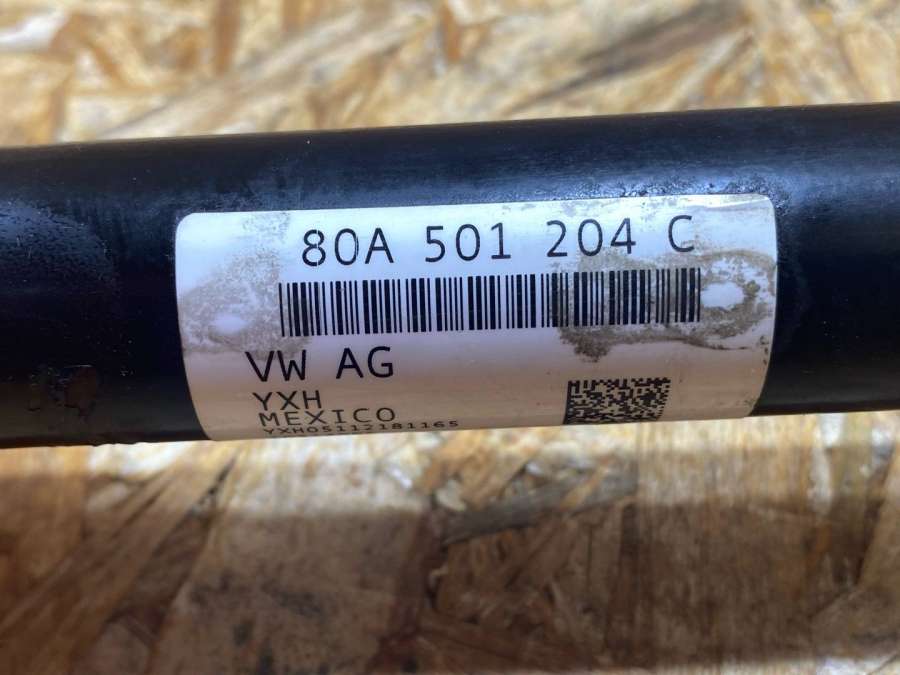 80A 501 204 C
VW AG
YXH
MEXICO
YXH05112181165